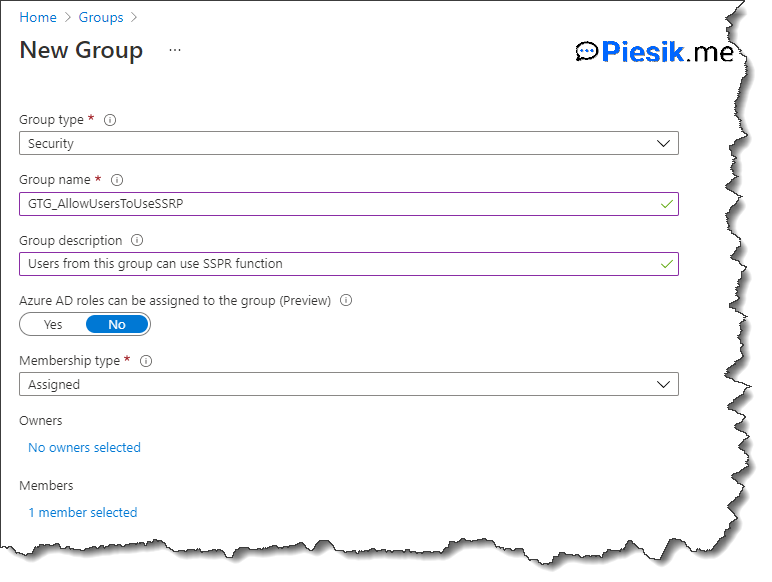 Home > Groups >
New Group ...
Piesik.me
Group type *
Security
Group name *
GTG_AllowUsersToUseSSRP
Group description
Users from this group can use SSPR function
Azure AD roles can be assigned to the group (Preview)
Yes No
Membership type *
Assigned
Owners
No owners selected
Members
1 member selected